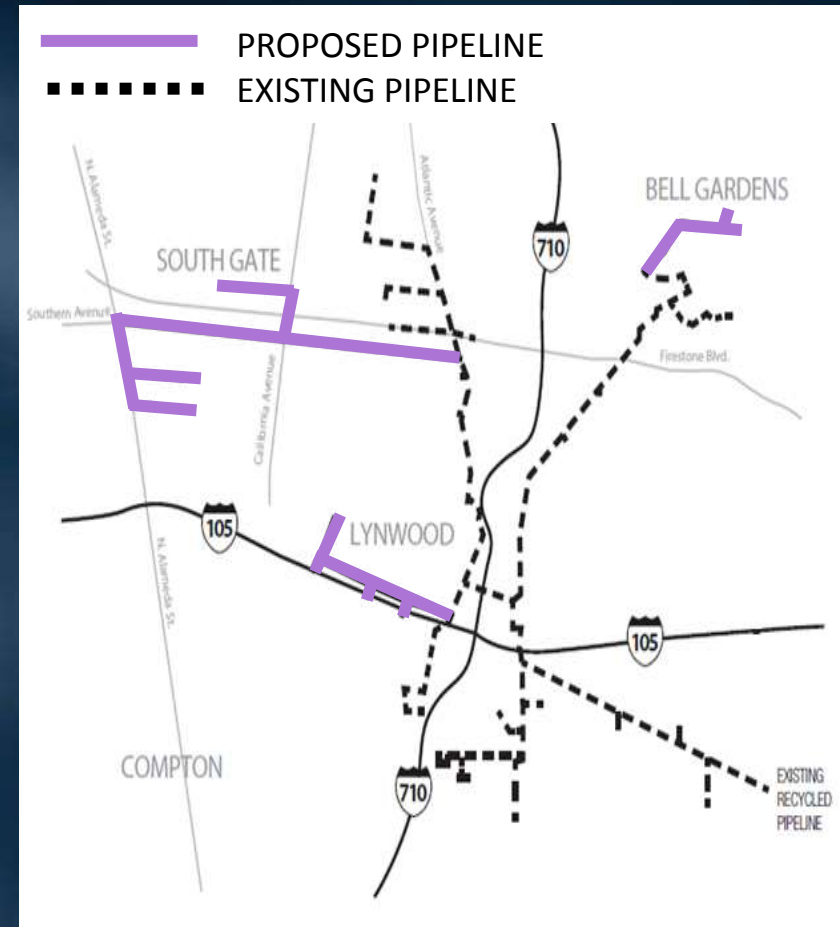 PROPOSED PIPELINE
EXISTING PIPELINE
N. Alameda St.
Atlantic Avenue
BELL GARDENS
710
SOUTH GATE
Southern Avenue
Firestone Blvd.
California Avenue
105
LYNWOOD
N. Alameda St.
105
COMPTON
710
EXISTING
RECYCLED
PIPELINE